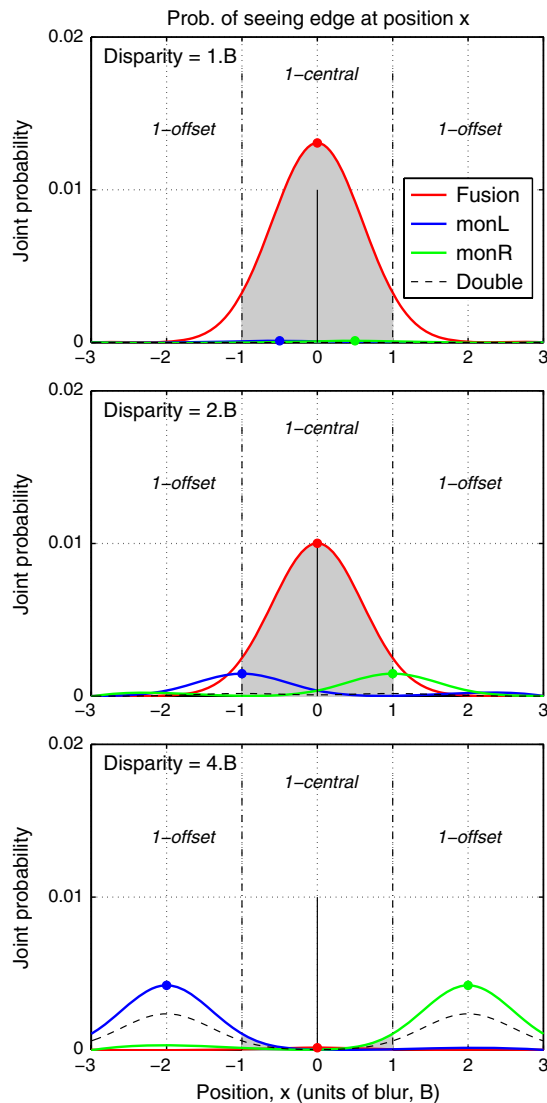 Prob. of seeing edge at position x
0.02
Disparity = 1.B
1−central
1−offset
1−offset
Joint probability
0.01
Fusion
monL
monR
Double
0
−3
−2
−1
0
1
2
3
0.02
Disparity = 2.B
1−central
1−offset
1−offset
Joint probability
0.01
0
−3
−2
−1
0
1
2
3
0.02
Disparity = 4.B
1−central
1−offset
1−offset
Joint probability
0.01
0
−3
−2
−1
0
1
2
3
Position, x (units of blur, B)